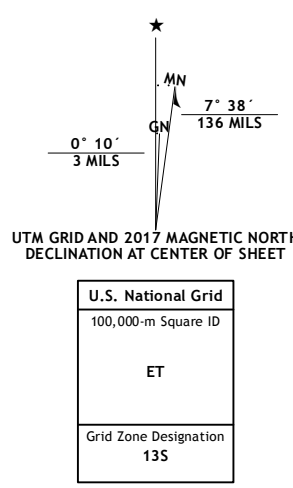 ★
MN
7° 38´
136 MILS
GN
0° 10´
3 MILS
UTM GRID AND 2017 MAGNETIC NORTH
DECLINATION AT CENTER OF SHEET
U.S. National Grid
100,000-m Square ID
ET
Grid Zone Designation
13S